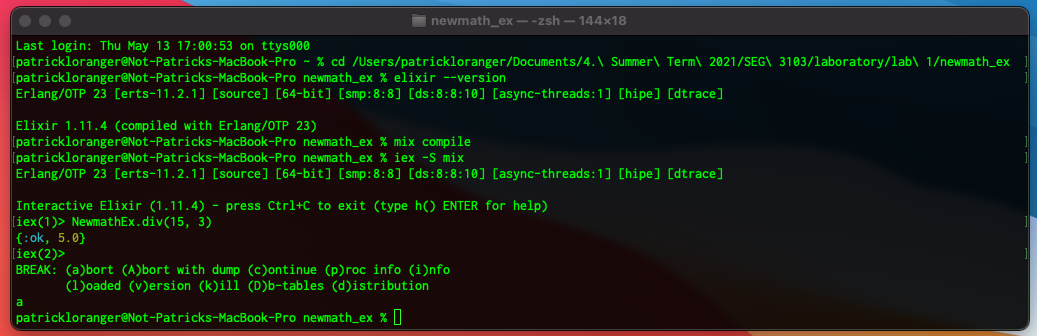 newmath_ex — -zsh — 144×18
Last login: Thu May 13 17:00:53 on ttys000
[patrickloranger@Not-Patricks-MacBook-Pro ~ % cd /Users/patrickloranger/Documents/4.\ Summer\ Term\ 2021/SEG\ 3103/laboratory/lab\ 1/newmath_ex ]
[patrickloranger@Not-Patricks-MacBook-Pro newmath_ex % elixir --version ]
Erlang/OTP 23 [erts-11.2.1] [source] [64-bit] [smp:8:8] [ds:8:8:10] [async-threads:1] [hipe] [dtrace]
Elixir 1.11.4 (compiled with Erlang/OTP 23)
[patrickloranger@Not-Patricks-MacBook-Pro newmath_ex % mix compile ]
[patrickloranger@Not-Patricks-MacBook-Pro newmath_ex % iex -S mix ]
Erlang/OTP 23 [erts-11.2.1] [source] [64-bit] [smp:8:8] [ds:8:8:10] [async-threads:1] [hipe] [dtrace]
Interactive Elixir (1.11.4) - press Ctrl+C to exit (type h() ENTER for help)
[iex(1)> NewmathEx.div(15, 3) ]
{:ok, 5.0}
[iex(2)> ]
BREAK: (a)bort (A)bort with dump (c)ontinue (p)roc info (i)nfo
(l)oaded (v)ersion (k)ill (D)b-tables (d)istribution
a
patrickloranger@Not-Patricks-MacBook-Pro newmath_ex %